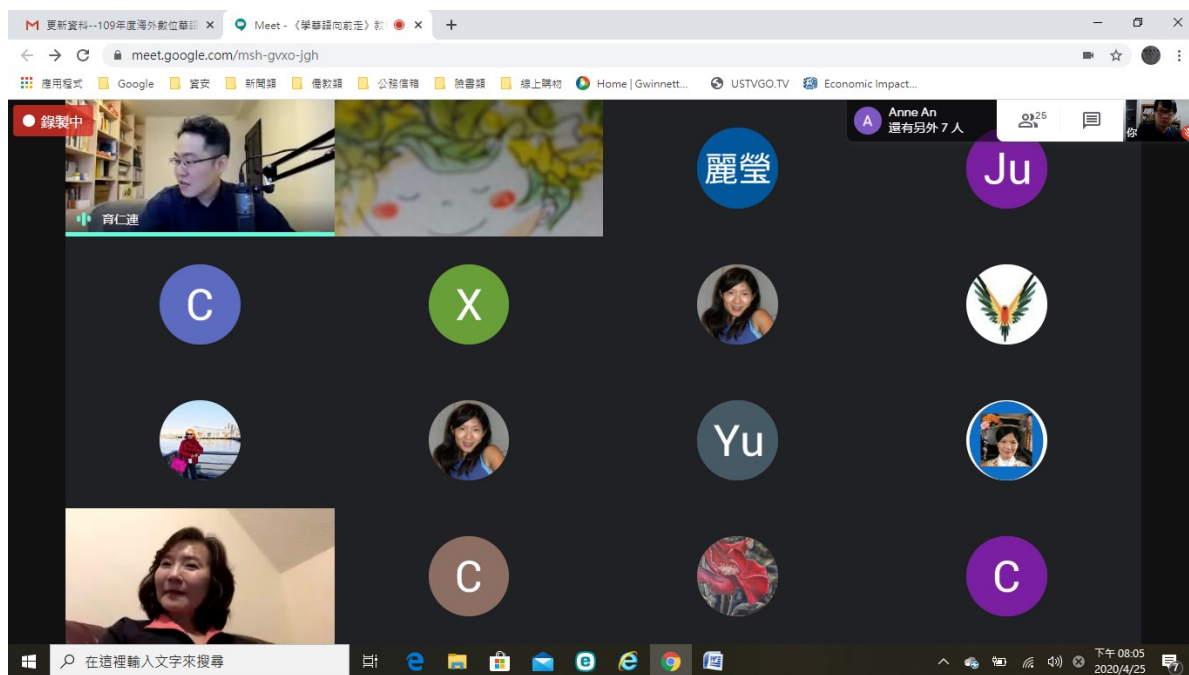 更新資料--109年度海外數位華語
Meet - 《學華語向前走》教
meet.google.com/msh-gvxo-jgh
應用程式
Google
資安
新聞類
僑教類
公務信箱
臉書類
線上購物
Home | Gwinnett...
USTVGO.TV
Economic Impact...
錄製中
A
Anne An
還有另外 7 人
25
你
育仁連
麗瑩
Ju
C
X
Yu
C
C
在這裡輸入文字來搜尋
下午 08:05
2020/4/25
7